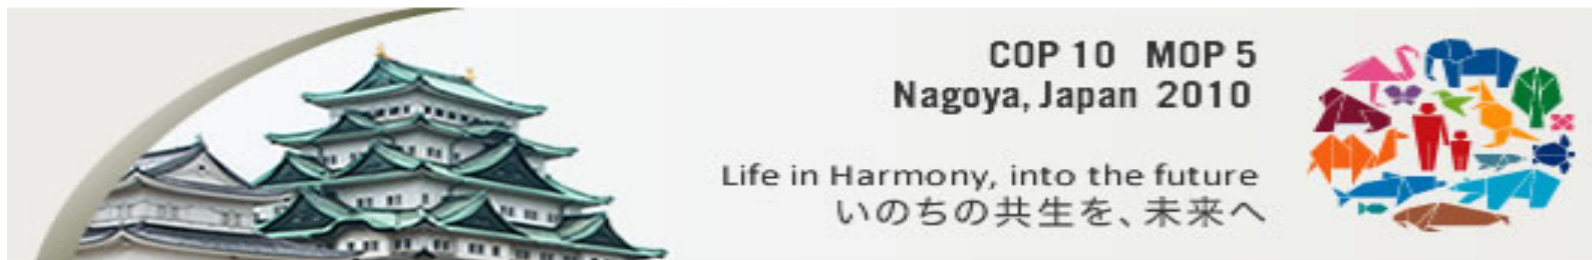 COP 10 MOP 5
Nagoya, Japan 2010
Life in Harmony, into the future
いのちの共生を、未来へ